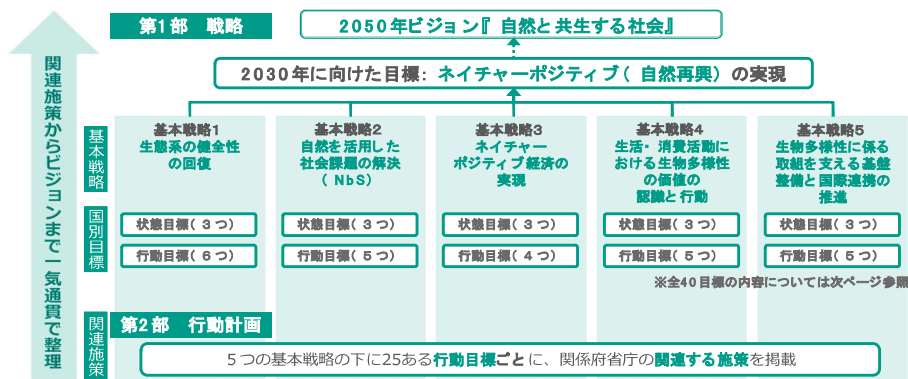 第1部 戦略
2050年ビジョン『自然と共生する社会』
2030年に向けた目標: ネイチャーポジティブ(自然再興)の実現
関連施策からビジョンまで一気通貫で整理
基本戦略
基本戦略1
生態系の健全性
の回復
基本戦略2
自然を活用した
社会課題の解決
(NbS)
基本戦略3
ネイチャー
ポジティブ経済の
実現
基本戦略4
生活・消費活動に
おける生物多様性
の価値の
認識と行動
基本戦略5
生物多様性に係る
取組を支える基盤
整備と国際連携の
推進
国別目標
状態目標(3つ)
状態目標(3つ)
状態目標(3つ)
状態目標(3つ)
状態目標(3つ)
行動目標(6つ)
行動目標(5つ)
行動目標(4つ)
行動目標(5つ)
行動目標(5つ)
※全40目標の内容については次ページ参照
関連施策
第2部 行動計画
5つの基本戦略の下に25ある行動目標ごとに、関係府省庁の関連する施策を掲載